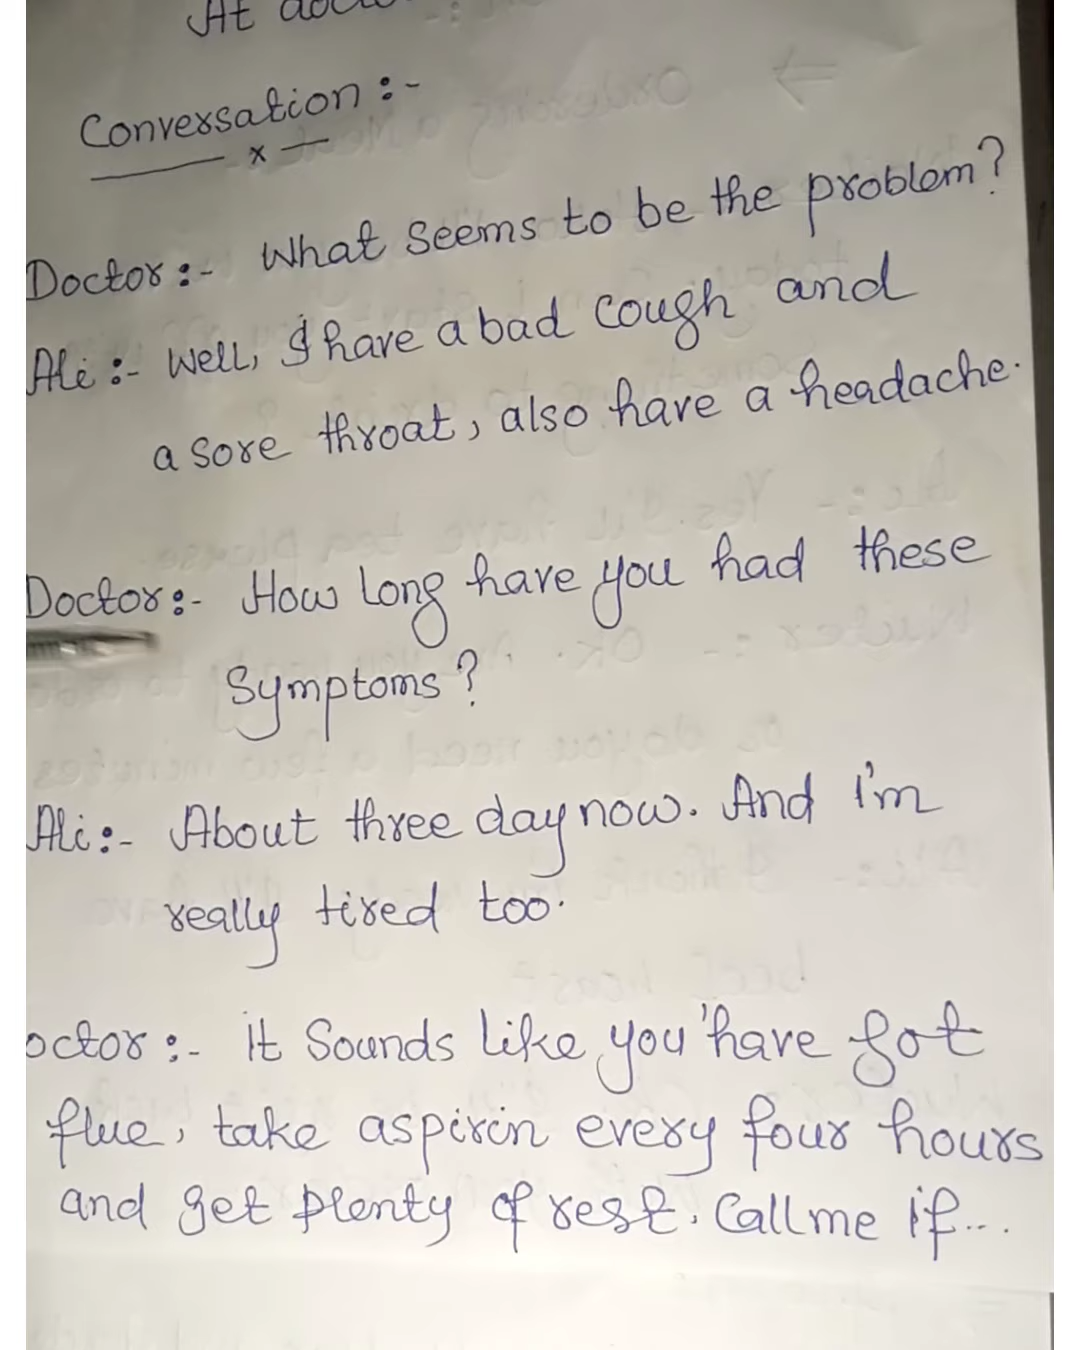 At
Conversation :-
x
Doctor :- What seems to be the problem?
Ali :- Well, I have a bad cough and
a sore throat, also have a headache.
Doctor :- How long have you had these
Symptoms?
Ali :- About three day now. And I'm
really tired too.
octor :- it Sounds like you'have got
flue, take aspirin every four hours
and get plenty of rest. Call me if...